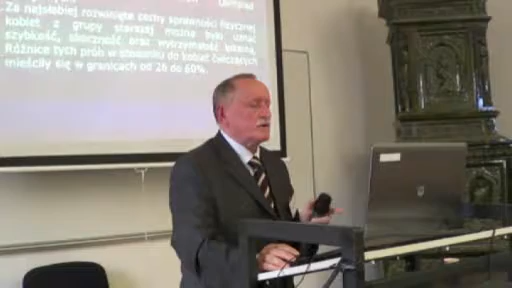 Olimpiad
.Za najsłabiej rozwinięte cechy sprawności fizycznej
kobiet z grupy starszej można było uznać
szybkość, skoczność oraz wytrzymałość
Różnice tych prób w stosunku do kobiet ćwiczących
mieściły się w granicach od 26 do 60%.